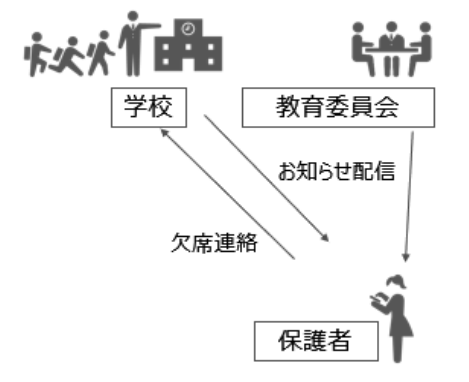 学校
教育委員会
お知らせ配信
欠席連絡
保護者